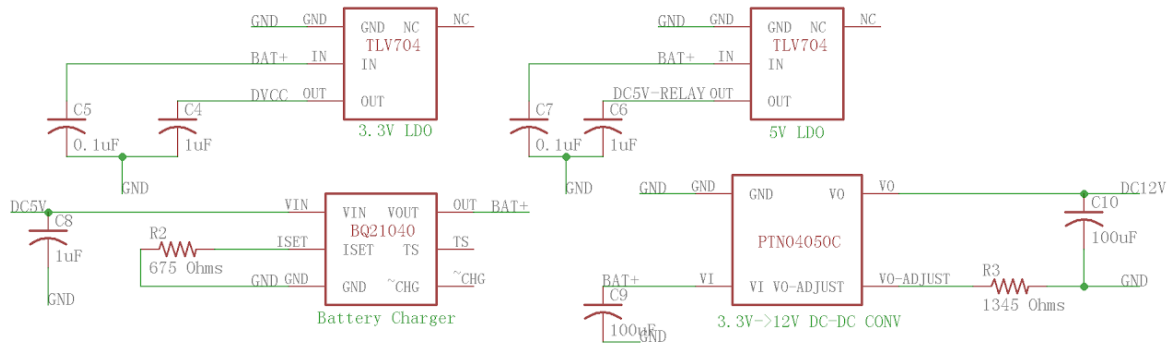 GND GND GND NC NC
TLV704
BAT+ IN IN
DVCC OUT OUT
C5 0.1uF
C4 1uF
3.3V LDO
GND
GND GND GND NC NC
TLV704
BAT+ IN IN
DC5V-RELAY OUT OUT
C7 0.1uF
C6 1uF
5V LDO
GND
DC5V VIN VIN VOUT OUT BAT+
BQ21040
C8 1uF
R2 675 Ohms
ISET ISET TS TS
GND GND GND ~CHG ~CHG
GND
Battery Charger
GND GND GND VO VO DC12V
PTN04050C
C10 100uF
BAT+ VI VI VO-ADJUST VO-ADJUST
R3 1345 Ohms
GND
C9 100uF
GND
3.3V->12V DC-DC CONV